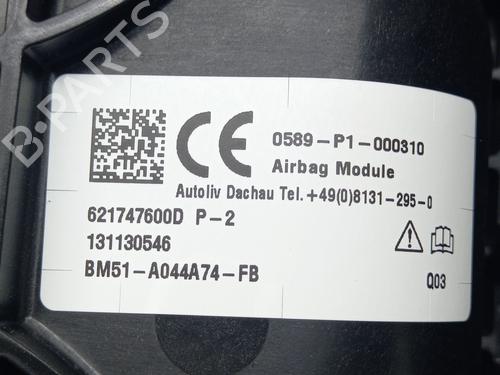 B-PARTS
CE 0589-P1-000310
Airbag Module
Autoliv Dachau Tel.+49(0)8131-295-0
621747600D P-2
131130546
BM51-A044A74-FB
Q03